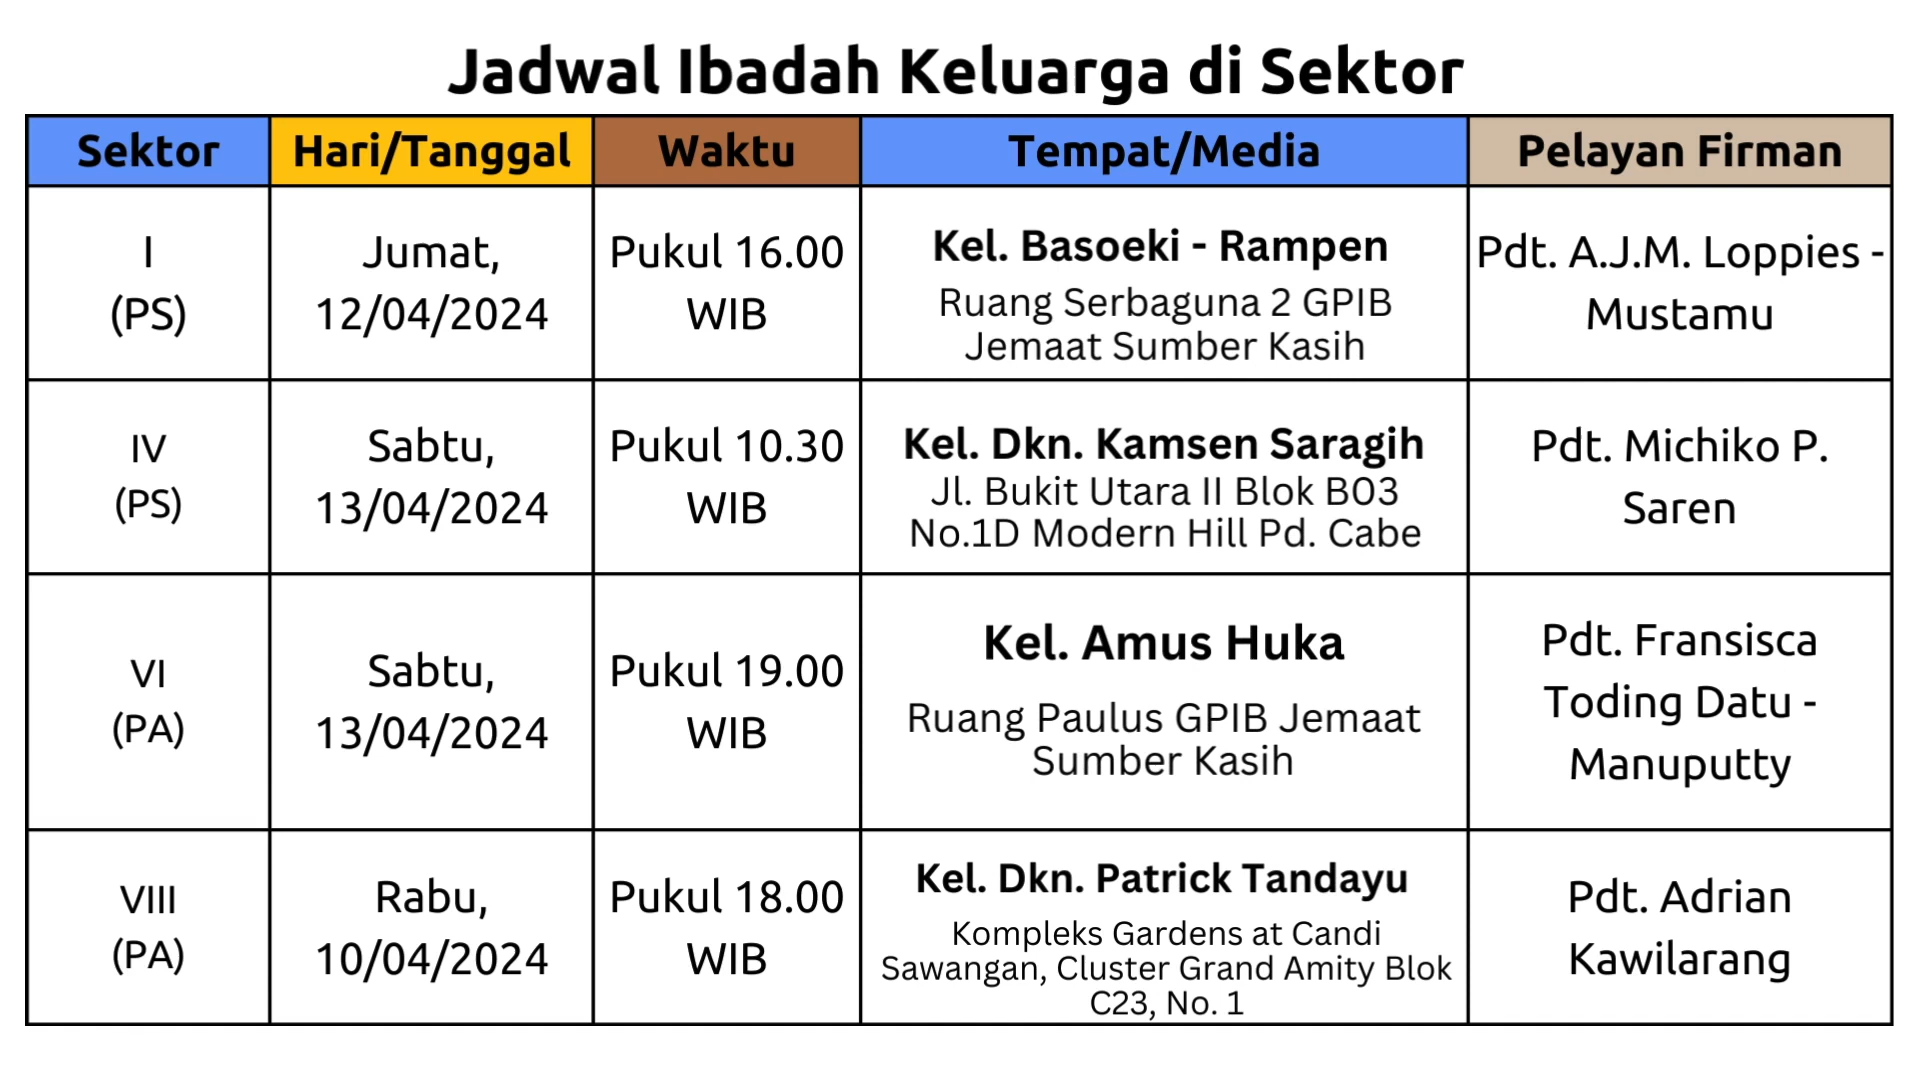 Jadwal Ibadah Keluarga di Sektor
Sektor
Hari/Tanggal
Waktu
Tempat/Media
Pelayan Firman
I
(PS)
Jumat,
12/04/2024
Pukul 16.00
WIB
Kel. Basoeki - Rampen
Ruang Serbaguna 2 GPIB
Jemaat Sumber Kasih
Pdt. A.J.M. Loppies -
Mustamu
IV
(PS)
Sabtu,
13/04/2024
Pukul 10.30
WIB
Kel. Dkn. Kamsen Saragih
Jl. Bukit Utara II Blok B03
No.1D Modern Hill Pd. Cabe
Pdt. Michiko P.
Saren
VI
(PA)
Sabtu,
13/04/2024
Pukul 19.00
WIB
Kel. Amus Huka
Ruang Paulus GPIB Jemaat
Sumber Kasih
Pdt. Fransisca
Toding Datu -
Manuputty
VIII
(PA)
Rabu,
10/04/2024
Pukul 18.00
WIB
Kel. Dkn. Patrick Tandayu
Kompleks Gardens at Candi
Sawangan, Cluster Grand Amity Blok
C23, No. 1
Pdt. Adrian
Kawilarang